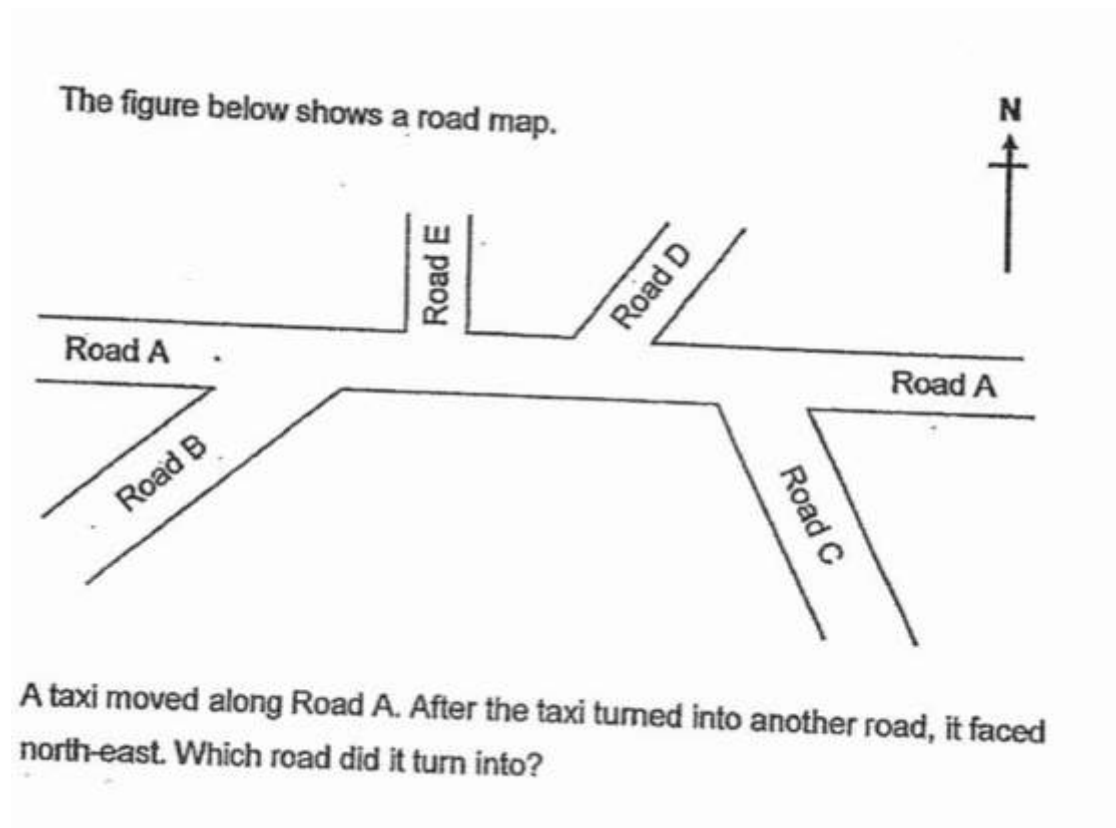 The figure below shows a road map.
N
Road E
Road D
Road A
Road A
Road B
Road C
A taxi moved along Road A. After the taxi turned into another road, it faced
north-east. Which road did it turn into?